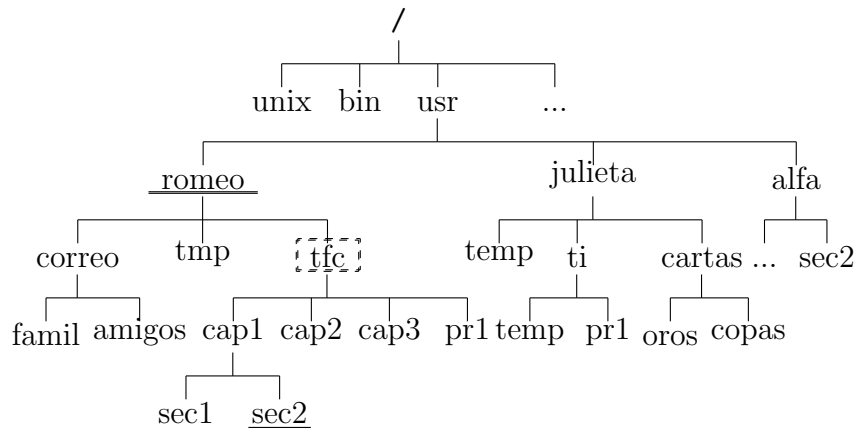 /
unix bin usr ...
romeo julieta alfa
correo tmp tfc temp ti cartas ... sec2
famil amigos cap1 cap2 cap3 pr1 temp pr1 oros copas
sec1 sec2